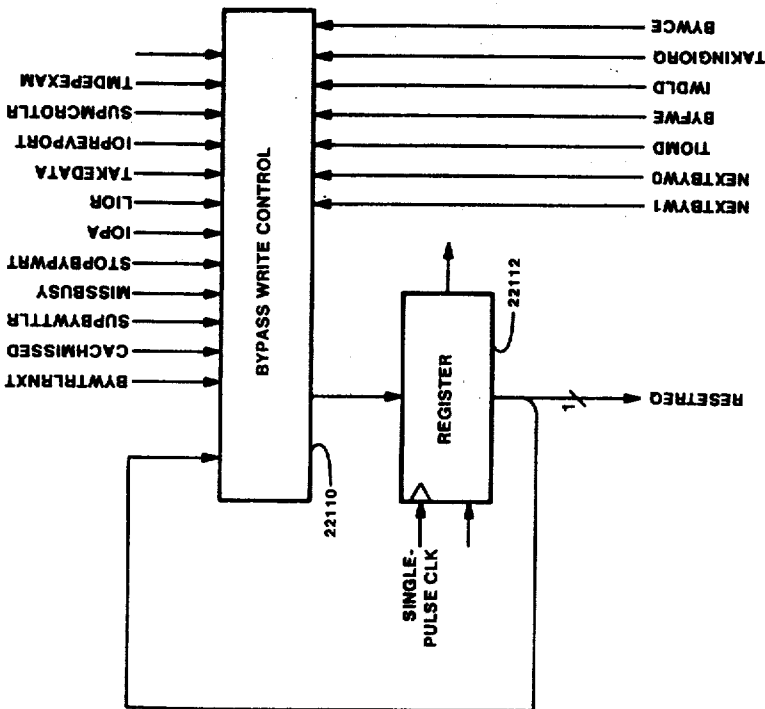 TMDEPEXAM
SUPMCROTLR
IOPREVPORT
TAKEDATA
LIOR
IOPA
STOPBYPWRT
MISSBUSY
SUPBYWTTLR
CACHMISSED
BYWTRLRNXT
BYPASS WRITE CONTROL
22110
BYWCE
TAKINGIORQ
IWDLD
BYFWE
TIOMD
NEXTBYW0
NEXTBYW1
SINGLE-
PULSE CLK
REGISTER
22112
1
RESETREQ